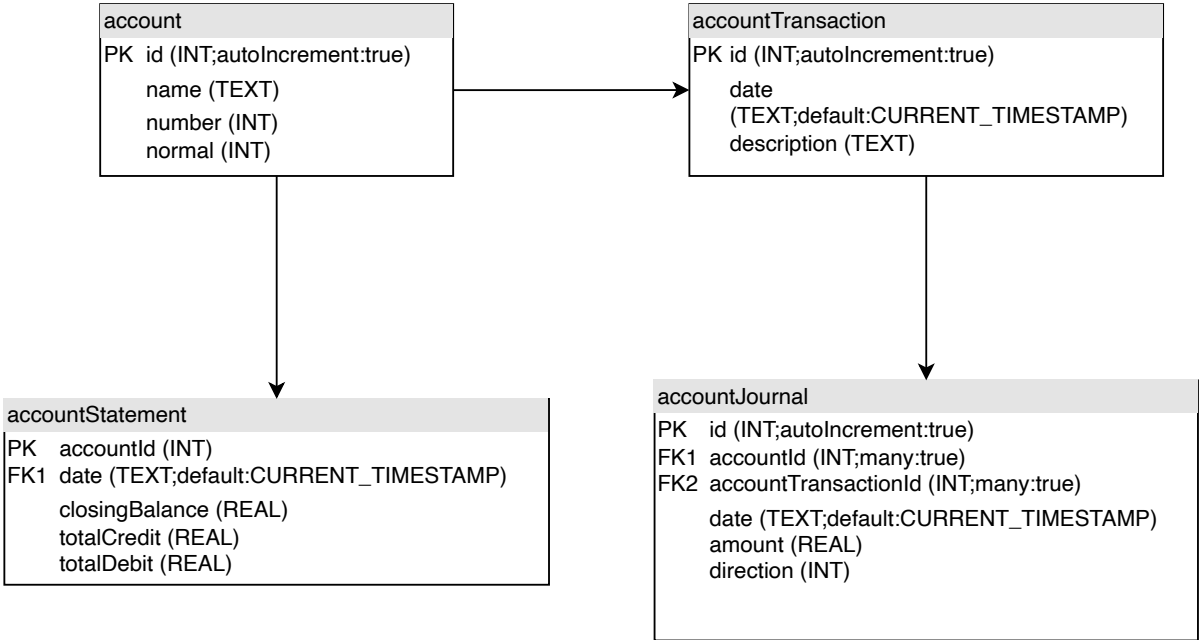 account
PK id (INT;autoIncrement:true)
name (TEXT)
number (INT)
normal (INT)
accountTransaction
PK id (INT;autoIncrement:true)
date
(TEXT;default:CURRENT_TIMESTAMP)
description (TEXT)
accountStatement
PK accountId (INT)
FK1 date (TEXT;default:CURRENT_TIMESTAMP)
closingBalance (REAL)
totalCredit (REAL)
totalDebit (REAL)
accountJournal
PK id (INT;autoIncrement:true)
FK1 accountId (INT;many:true)
FK2 accountTransactionId (INT;many:true)
date (TEXT;default:CURRENT_TIMESTAMP)
amount (REAL)
direction (INT)